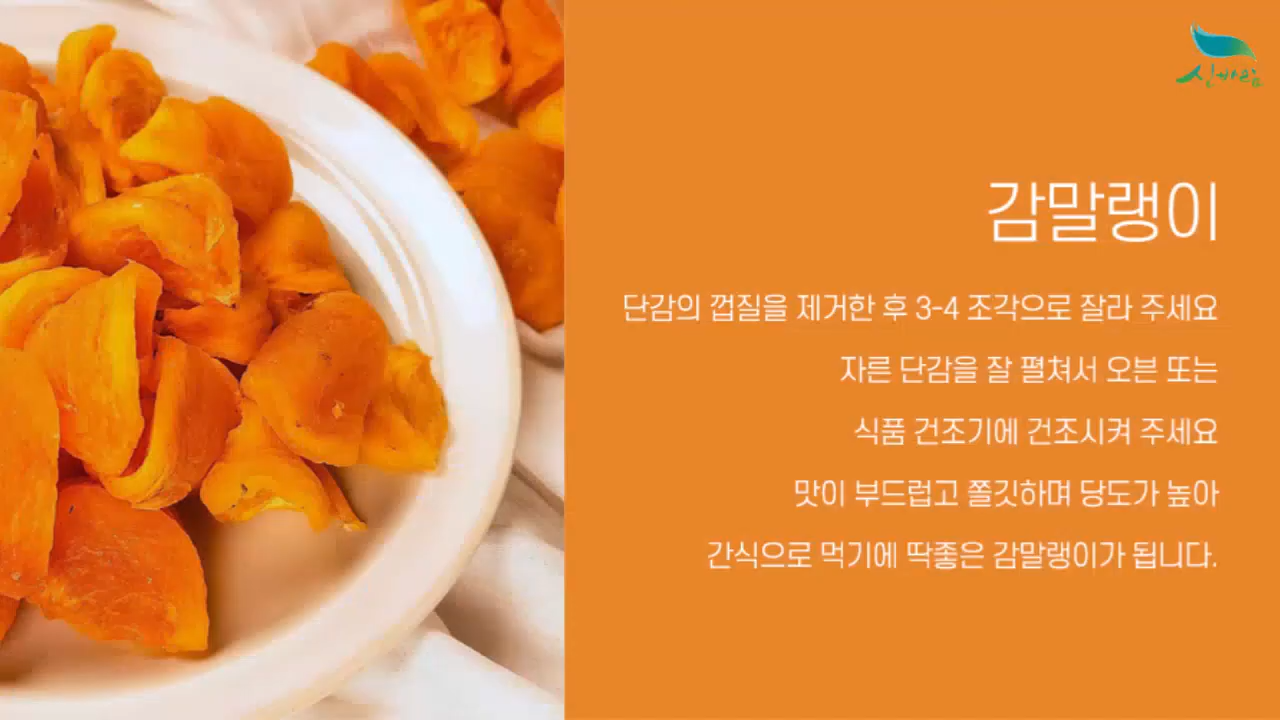 신바람
감말랭이
단감의 껍질을 제거한 후 3-4 조각으로 잘라 주세요
자른 단감을 잘 펼쳐서 오븐 또는
식품 건조기에 건조시켜 주세요
맛이 부드럽고 쫄깃하며 당도가 높아
간식으로 먹기에 딱좋은 감말랭이가 됩니다.